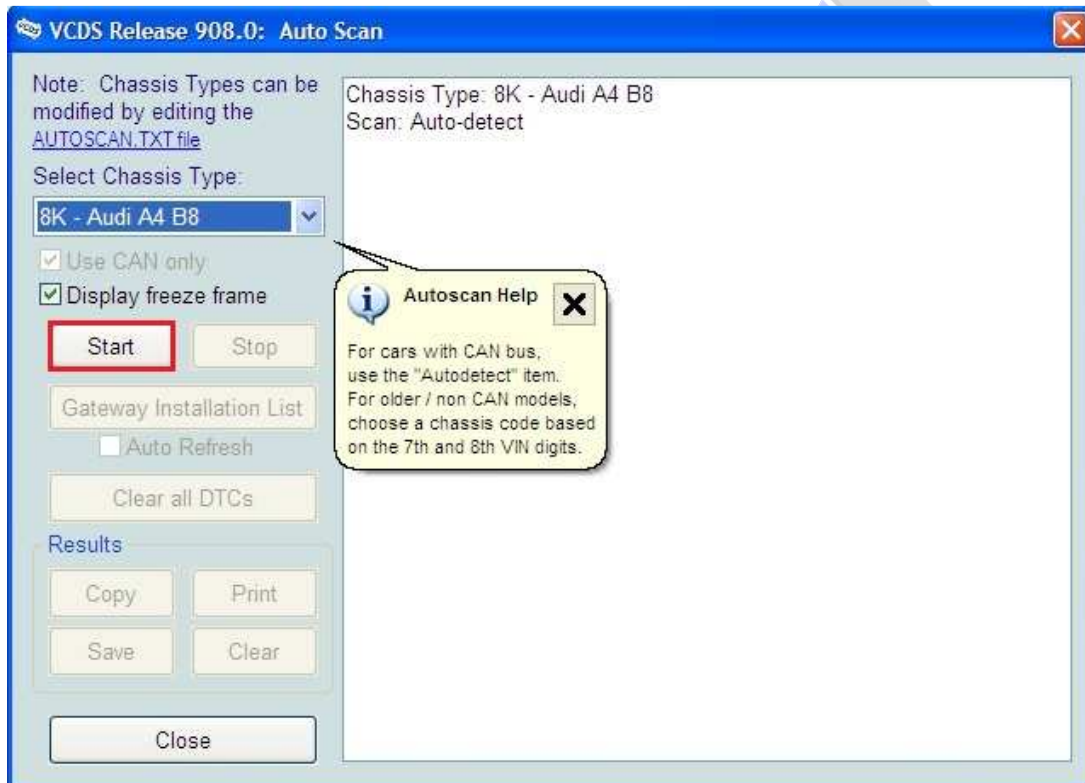 VCDS Release 908.0: Auto Scan
Note: Chassis Types can be
modified by editing the
AUTOSCAN.TXT file
Select Chassis Type:
8K - Audi A4 B8
Use CAN only
Display freeze frame
Start
Stop
Gateway Installation List
Auto Refresh
Clear all DTCs
Results
Copy
Print
Save
Clear
Close
Chassis Type: 8K - Audi A4 B8
Scan: Auto-detect
Autoscan Help
For cars with CAN bus,
use the "Autodetect" item.
For older / non CAN models,
choose a chassis code based
on the 7th and 8th VIN digits.